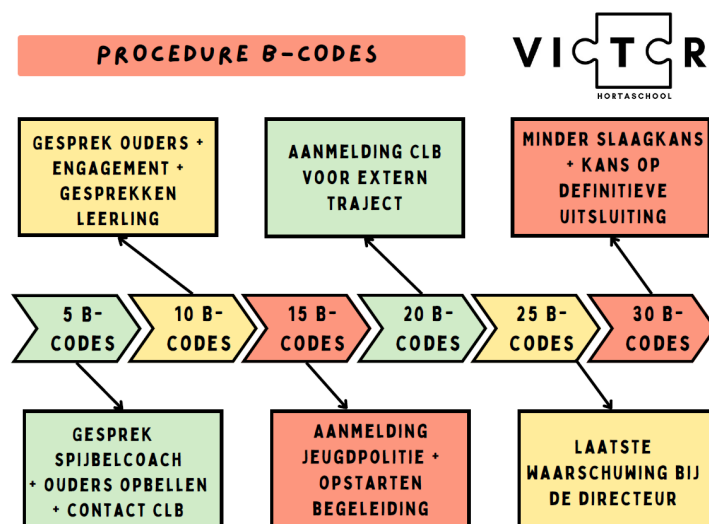 PROCEDURE B-CODES
VICTOR
HORTASCHOOL
GESPREK OUDERS +
ENGAGEMENT +
GESPREKKEN
LEERLING
AANMELDING CLB
VOOR EXTERN
TRAJECT
MINDER SLAAGKANS
+ KANS OP
DEFINITIEVE
UITSLUITING
5 B-
CODES
10 B-
CODES
15 B-
CODES
20 B-
CODES
25 B-
CODES
30 B-
CODES
GESPREK
SPIJBELCOACH
+ OUDERS OPBELLEN
+ CONTACT CLB
AANMELDING
JEUGDPOLITIE +
OPSTARTEN
BEGELEIDING
LAATSTE
WAARSCHUWING BIJ
DE DIRECTEUR